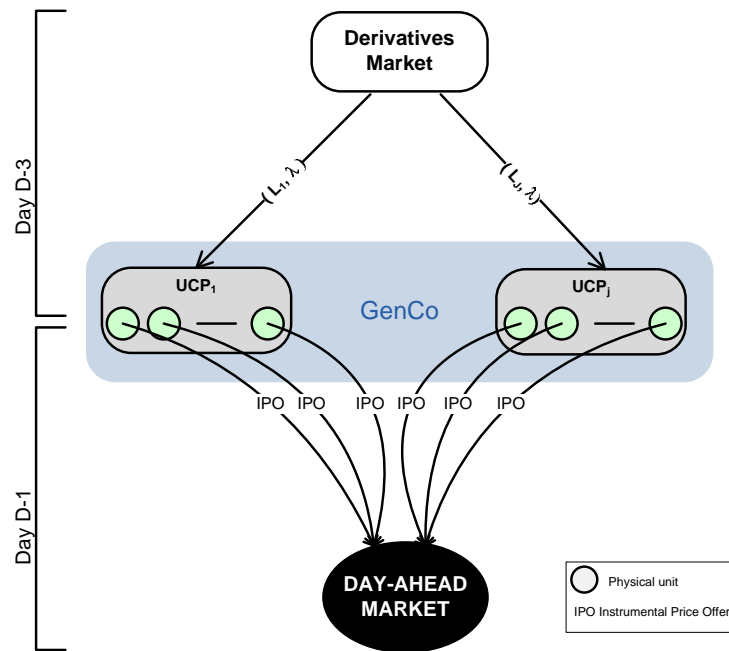 Derivatives
Market
Day D-3
(L₁, λ)
(L_J, λ)
UCP₁
UCPⱼ
GenCo
IPO IPO IPO IPO IPO IPO
Day D-1
DAY-AHEAD
MARKET
Physical unit
IPO Instrumental Price Offer